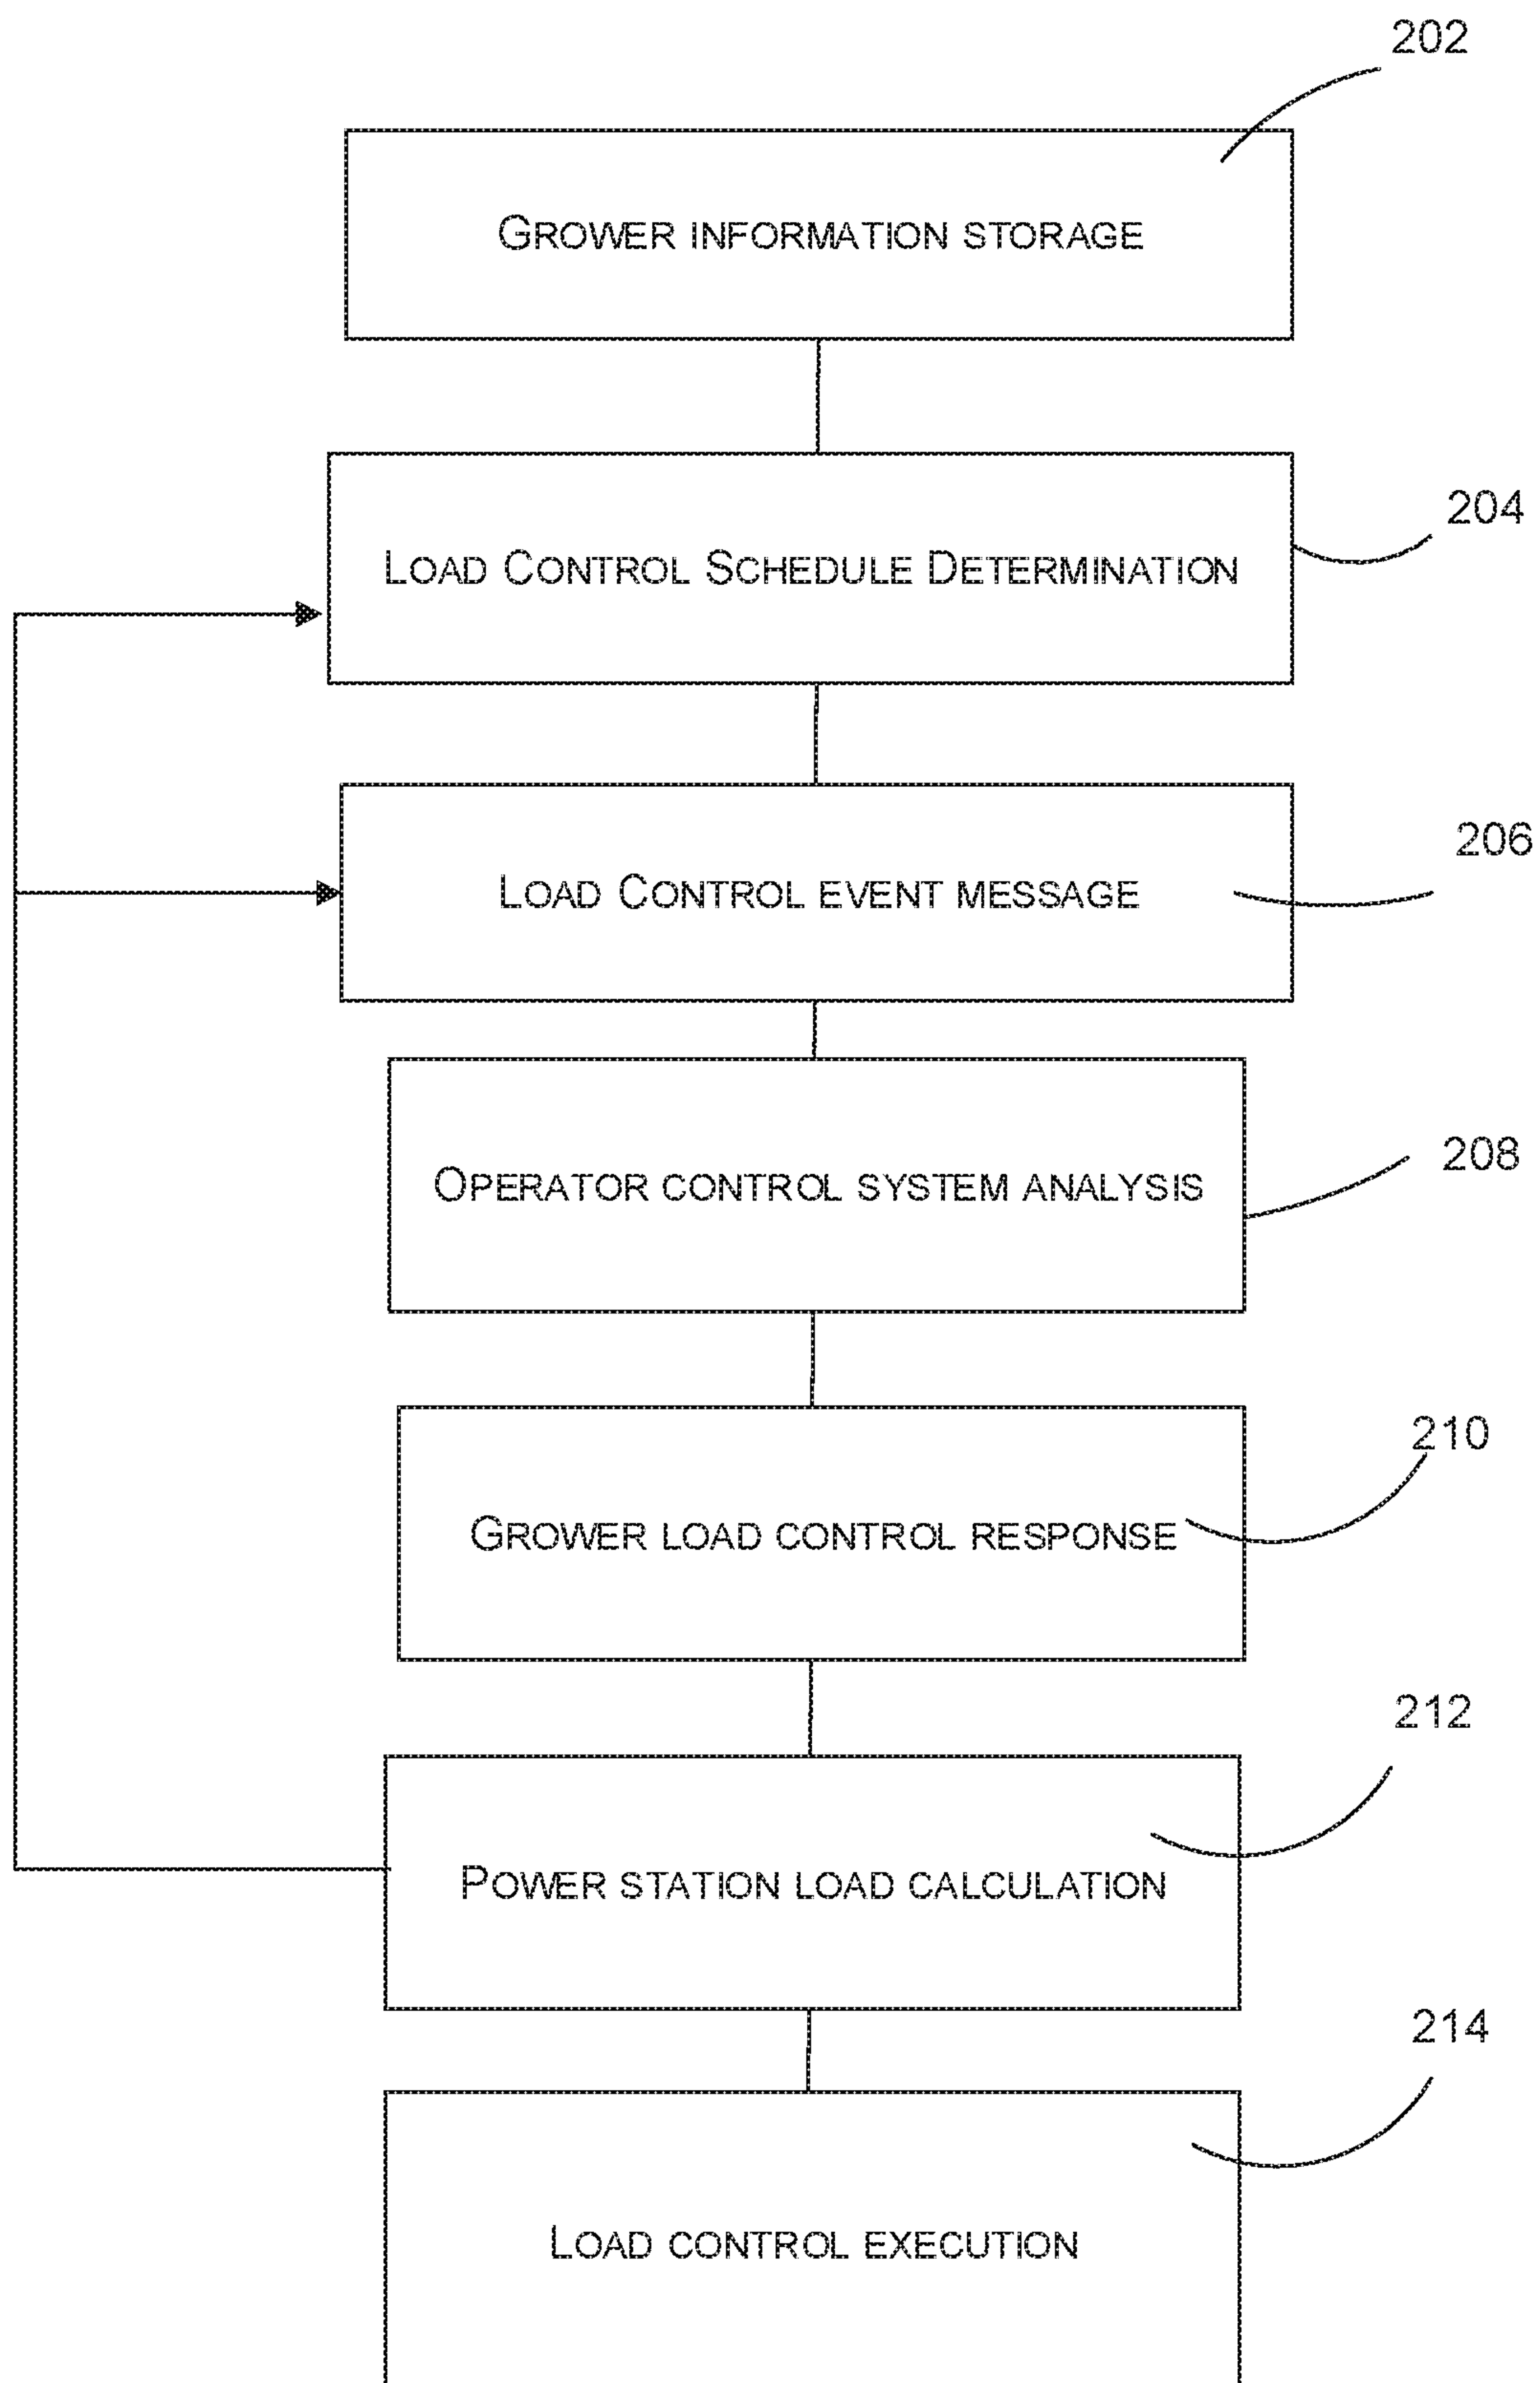 202
GROWER INFORMATION STORAGE
204
LOAD CONTROL SCHEDULE DETERMINATION
206
LOAD CONTROL EVENT MESSAGE
208
OPERATOR CONTROL SYSTEM ANALYSIS
210
GROWER LOAD CONTROL RESPONSE
212
POWER STATION LOAD CALCULATION
214
LOAD CONTROL EXECUTION